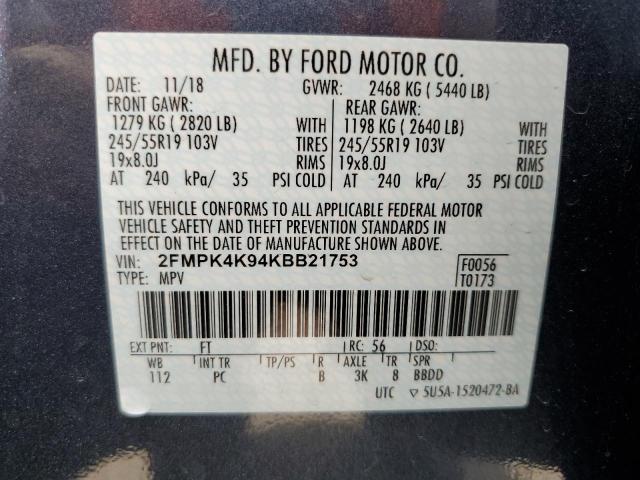 MFD. BY FORD MOTOR CO.
DATE: 11/18 GVWR: 2468 KG ( 5440 LB)
FRONT GAWR: REAR GAWR:
1279 KG ( 2820 LB) WITH 1198 KG ( 2640 LB) WITH
245/55R19 103V TIRES 245/55R19 103V TIRES
19x8.0J RIMS 19x8.0J RIMS
AT 240 kPa/ 35 PSI COLD AT 240 kPa/ 35 PSI COLD
THIS VEHICLE CONFORMS TO ALL APPLICABLE FEDERAL MOTOR
VEHICLE SAFETY AND THEFT PREVENTION STANDARDS IN
EFFECT ON THE DATE OF MANUFACTURE SHOWN ABOVE.
VIN: 2FMPK4K94KBB21753 F0056
TYPE: MPV T0173
EXT PNT: FT RC: 56 DSO:
WB INT TR TP/PS R AXLE TR SPR
112 PC B 3K 8 BBDD
UTC ▽ 5U5A-1520472-BA